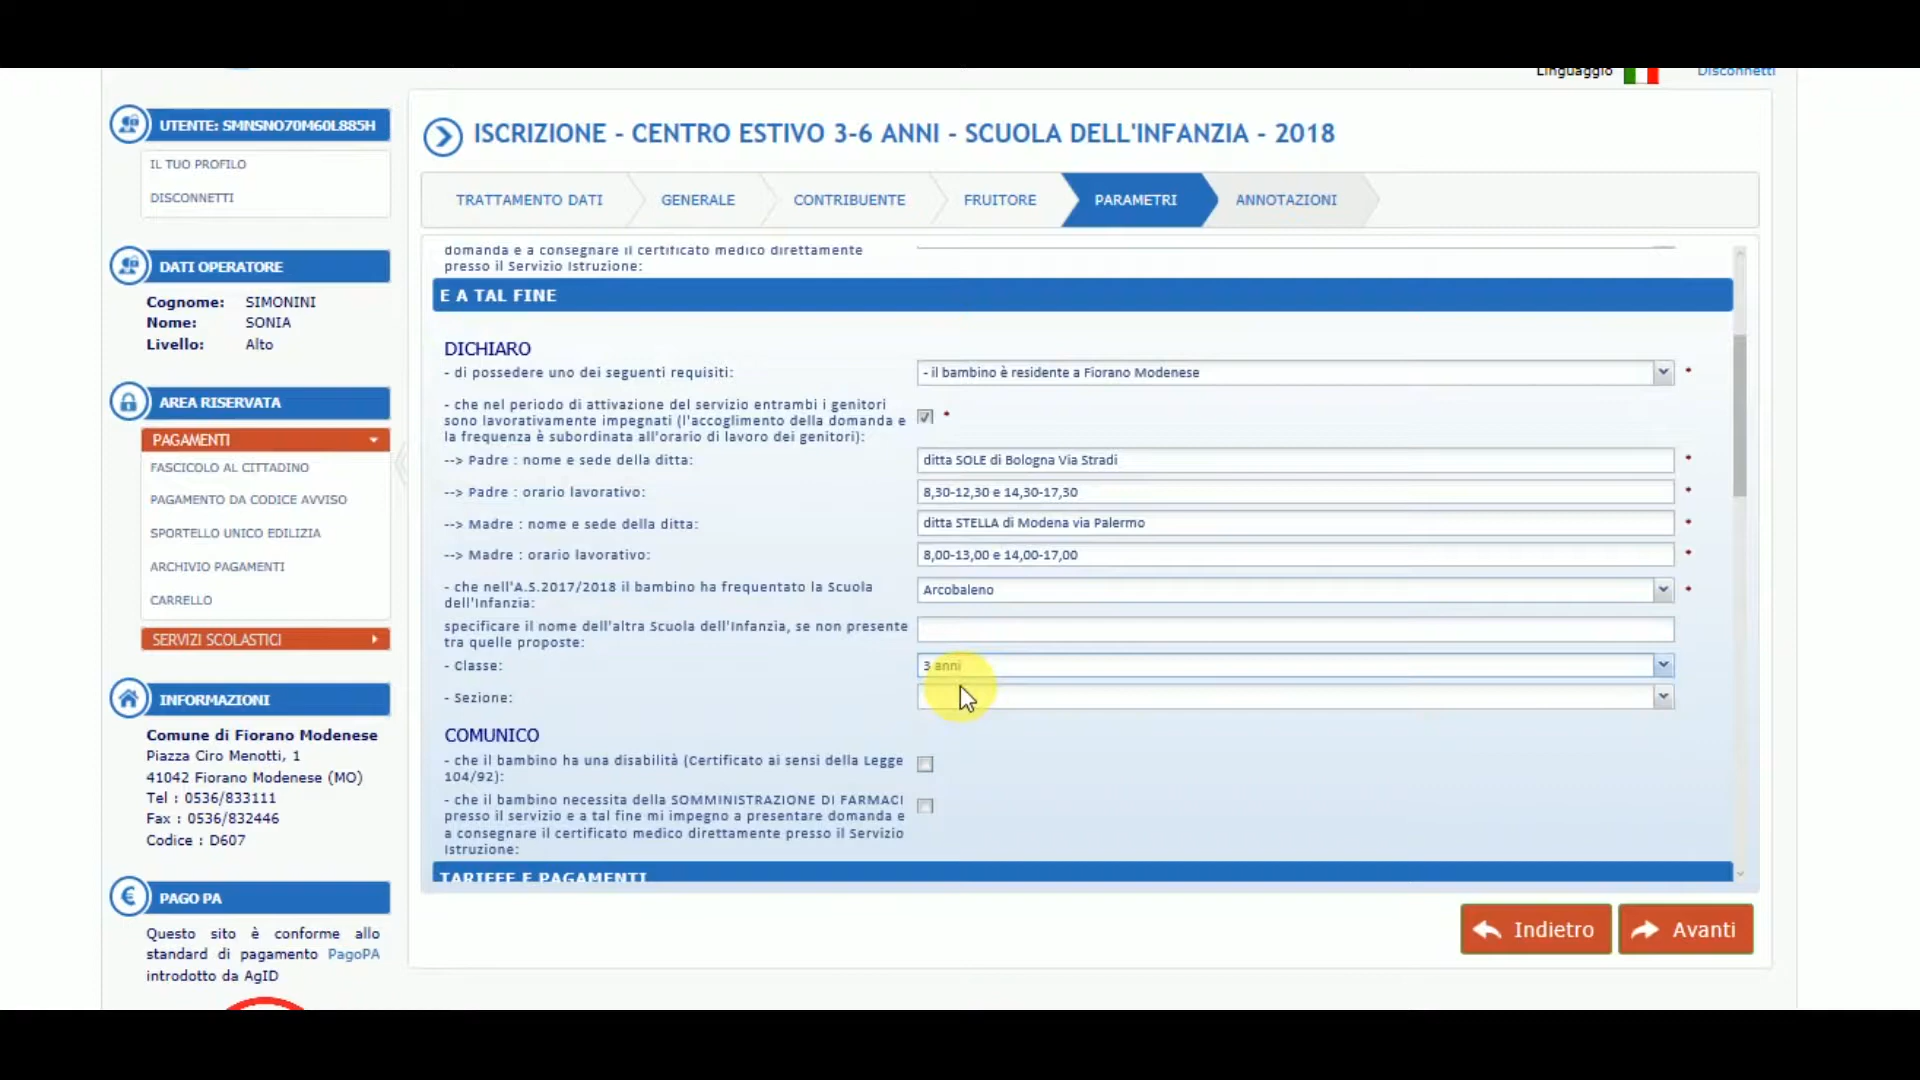 Linguaggio
Disconnetti
UTENTE: SMNSNO70M60L885H
IL TUO PROFILO
DISCONNETTI
DATI OPERATORE
Cognome: SIMONINI
Nome: SONIA
Livello: Alto
AREA RISERVATA
PAGAMENTI
FASCICOLO AL CITTADINO
PAGAMENTO DA CODICE AVVISO
SPORTELLO UNICO EDILIZIA
ARCHIVIO PAGAMENTI
CARRELLO
SERVIZI SCOLASTICI
INFORMAZIONI
Comune di Fiorano Modenese
Piazza Ciro Menotti, 1
41042 Fiorano Modenese (MO)
Tel : 0536/833111
Fax : 0536/832446
Codice : D607
PAGO PA
Questo sito è conforme allo
standard di pagamento PagoPA
introdotto da AgID
ISCRIZIONE - CENTRO ESTIVO 3-6 ANNI - SCUOLA DELL'INFANZIA - 2018
TRATTAMENTO DATI
GENERALE
CONTRIBUENTE
FRUITORE
PARAMETRI
ANNOTAZIONI
domanda e a consegnare il certificato medico direttamente
presso il Servizio Istruzione:
E A TAL FINE
DICHIARO
- di possedere uno dei seguenti requisiti:
- il bambino è residente a Fiorano Modenese *
- che nel periodo di attivazione del servizio entrambi i genitori
sono lavorativamente impegnati (l'accoglimento della domanda e *
la frequenza è subordinata all'orario di lavoro dei genitori):
--> Padre : nome e sede della ditta:
ditta SOLE di Bologna Via Stradi *
--> Padre : orario lavorativo:
8,30-12,30 e 14,30-17,30 *
--> Madre : nome e sede della ditta:
ditta STELLA di Modena via Palermo *
--> Madre : orario lavorativo:
8,00-13,00 e 14,00-17,00 *
- che nell'A.S.2017/2018 il bambino ha frequentato la Scuola
dell'Infanzia:
Arcobaleno *
specificare il nome dell'altra Scuola dell'Infanzia, se non presente
tra quelle proposte:
- Classe:
3 anni
- Sezione:
COMUNICO
- che il bambino ha una disabilità (Certificato ai sensi della Legge
104/92):
- che il bambino necessita della SOMMINISTRAZIONE DI FARMACI
presso il servizio e a tal fine mi impegno a presentare domanda e
a consegnare il certificato medico direttamente presso il Servizio
Istruzione:
TARIFFE E PAGAMENTI
Indietro
Avanti